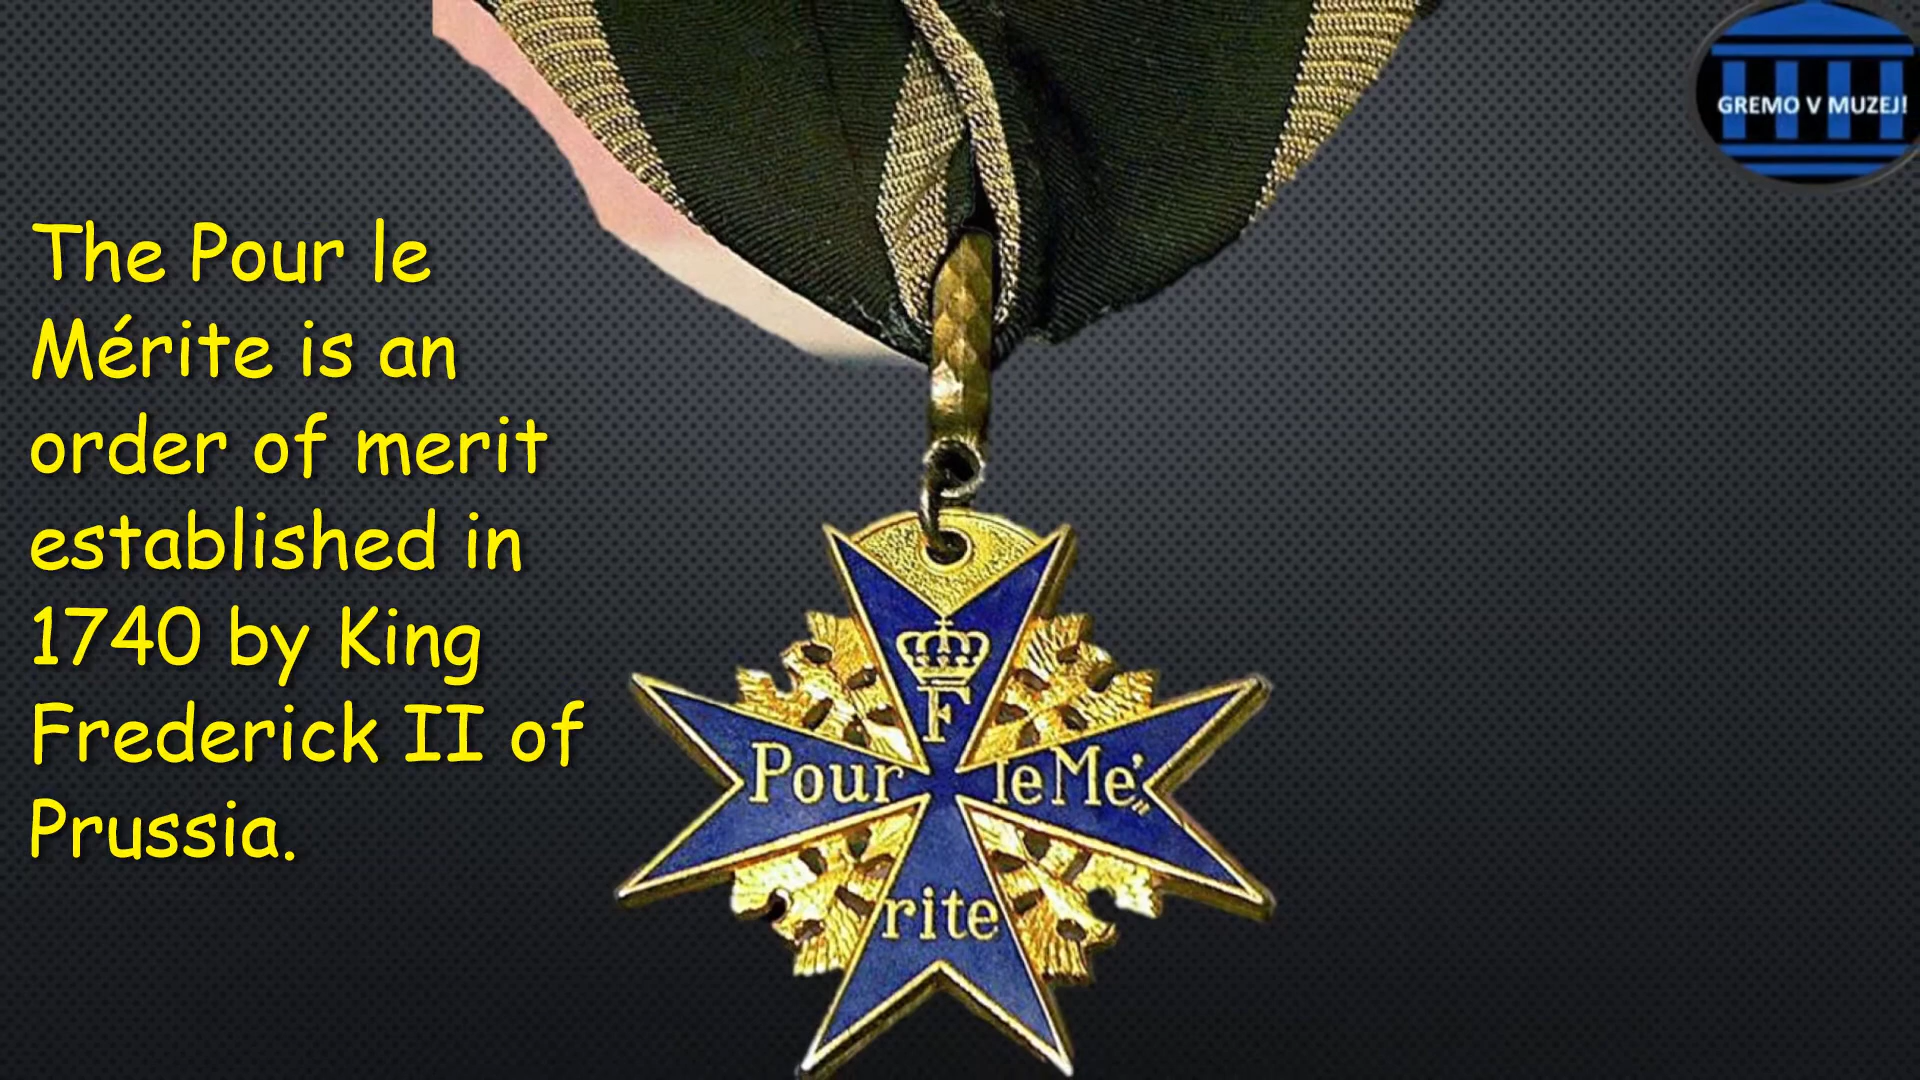 The Pour le
Mérite is an
order of merit
established in
1740 by King
Frederick II of
Prussia.
GREMO V MUZEJ!
F
Pour le Mé„
rite